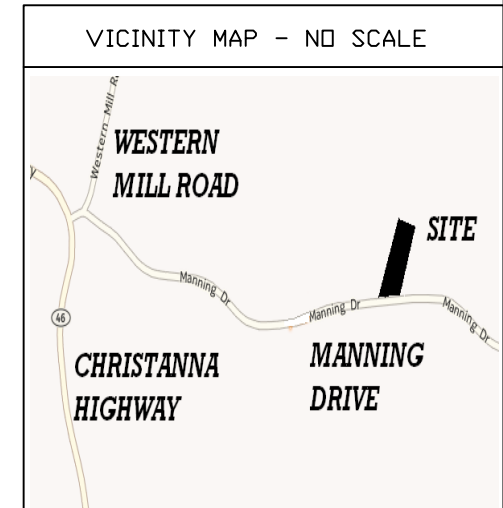 VICINITY MAP - NO SCALE
Western Mill R
WESTERN
MILL ROAD
SITE
Manning Dr
Manning Dr
Manning Dr
46
CHRISTANNA
HIGHWAY
MANNING
DRIVE